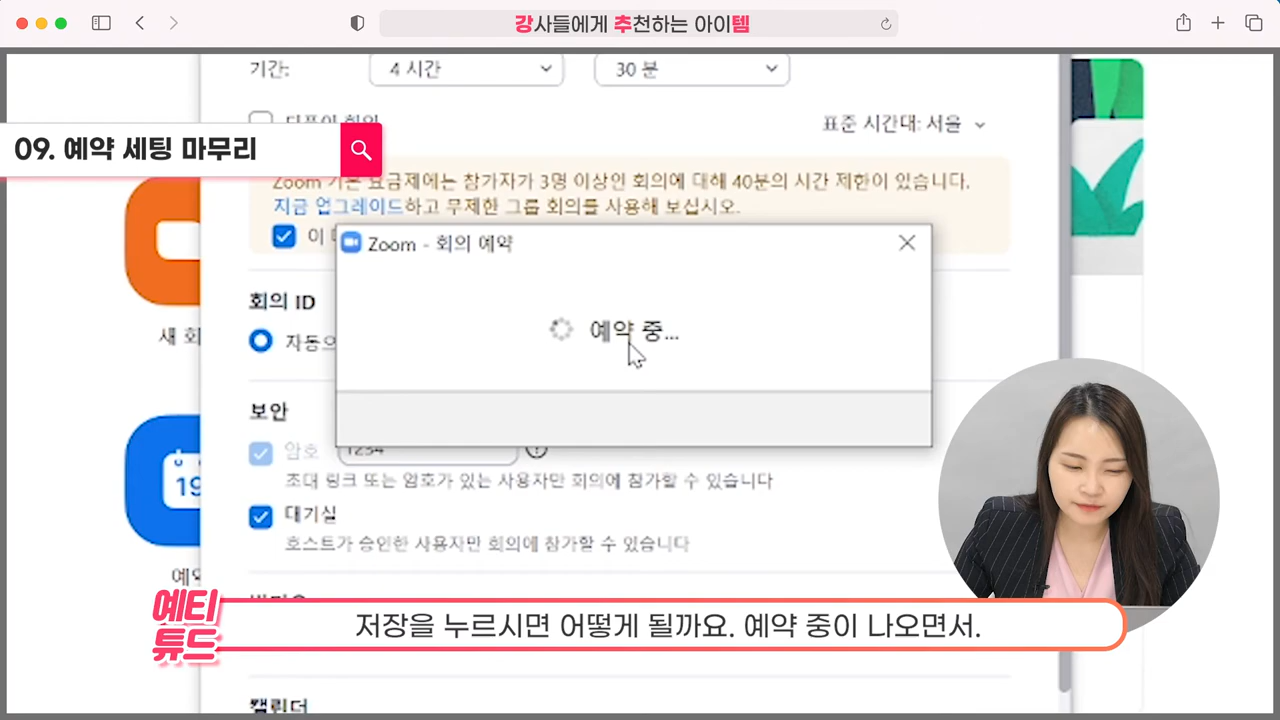 강사들에게 추천하는 아이템
기간:
4 시간
30 분
표준 시간대: 서울
09. 예약 세팅 마무리
Zoom 기본 요금제에는 참가자가 3명 이상인 회의에 대해 40분의 시간 제한이 있습니다.
지금 업그레이드하고 무제한 그룹 회의를 사용해 보십시오.
이
Zoom - 회의 예약
회의 ID
예약 중...
새 회
자동으
보안
암호
1234
초대 링크 또는 암호가 있는 사용자만 회의에 참가할 수 있습니다
19
대기실
호스트가 승인한 사용자만 회의에 참가할 수 있습니다
예약
예티
튜드
저장을 누르시면 어떻게 될까요. 예약 중이 나오면서.
캘린더